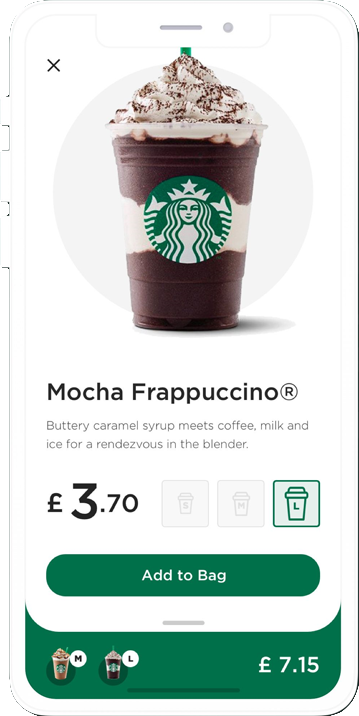 Mocha Frappuccino®
Buttery caramel syrup meets coffee, milk and
ice for a rendezvous in the blender.
£ 3.70
S
M
L
Add to Bag
M
L
£ 7.15